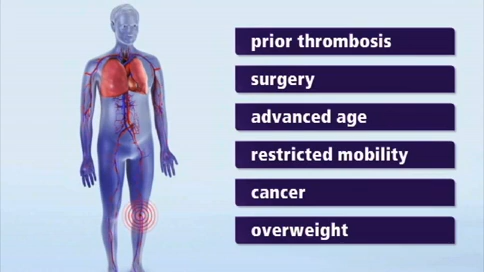 prior thrombosis
surgery
advanced age
restricted mobility
cancer
overweight